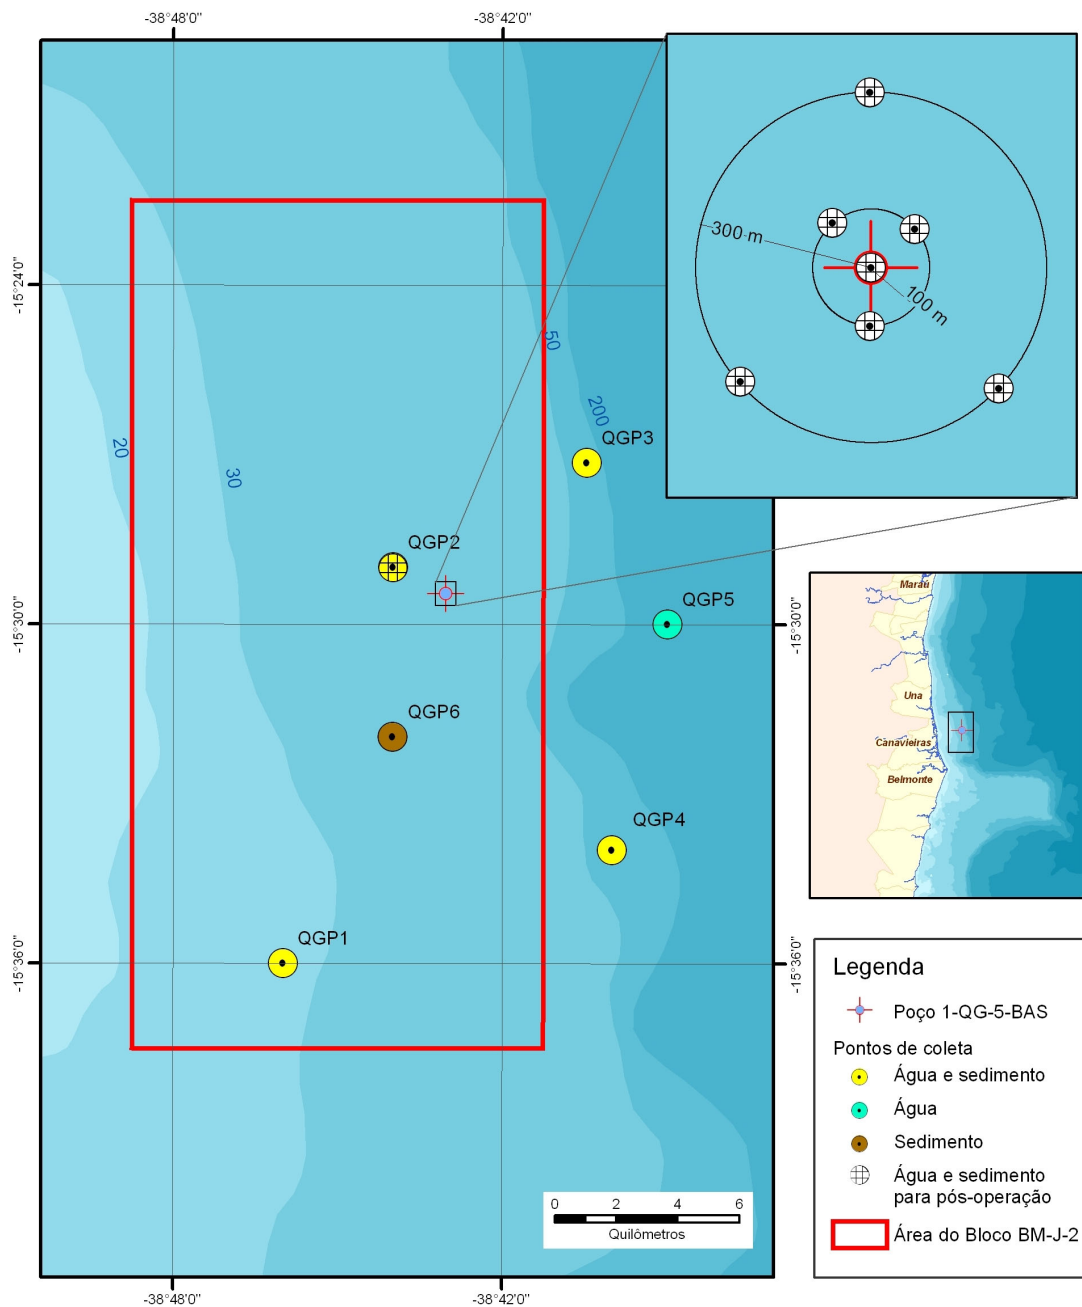 -38°48'0"
-38°42'0"
300 m
100 m
-15°24'0"
50
200
20
30
QGP3
QGP2
QGP5
-15°30'0"
-15°30'0"
QGP6
QGP4
QGP1
-15°36'0"
-15°36'0"
Maraú
Una
Canavieiras
Belmonte
Legenda
Poço 1-QG-5-BAS
Pontos de coleta
Água e sedimento
Água
Sedimento
Água e sedimento
para pós-operação
Área do Bloco BM-J-2
0 2 4 6
Quilômetros
-38°48'0"
-38°42'0"